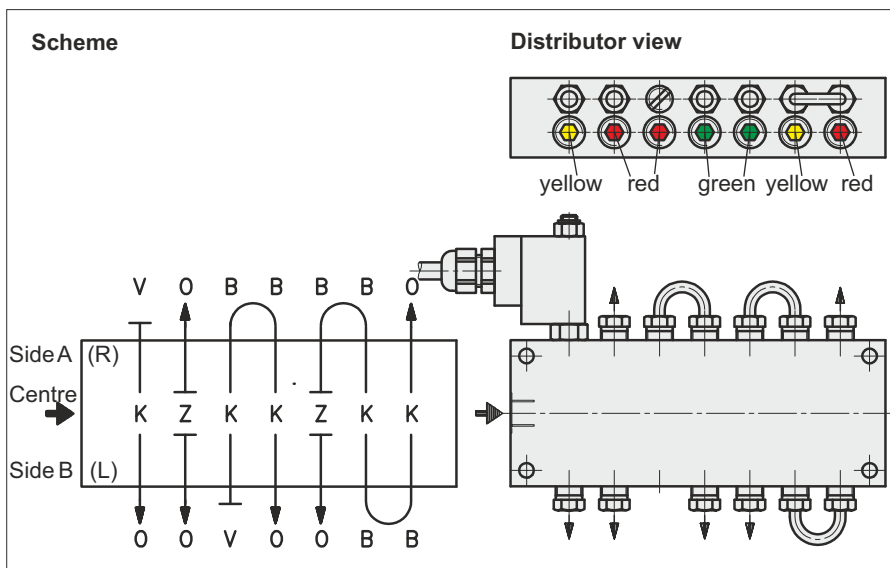 Scheme
Distributor view
yellow red green yellow red
V O B B B B O
Side A (R)
Centre
K Z K K Z K K
Side B (L)
O O V O O B B